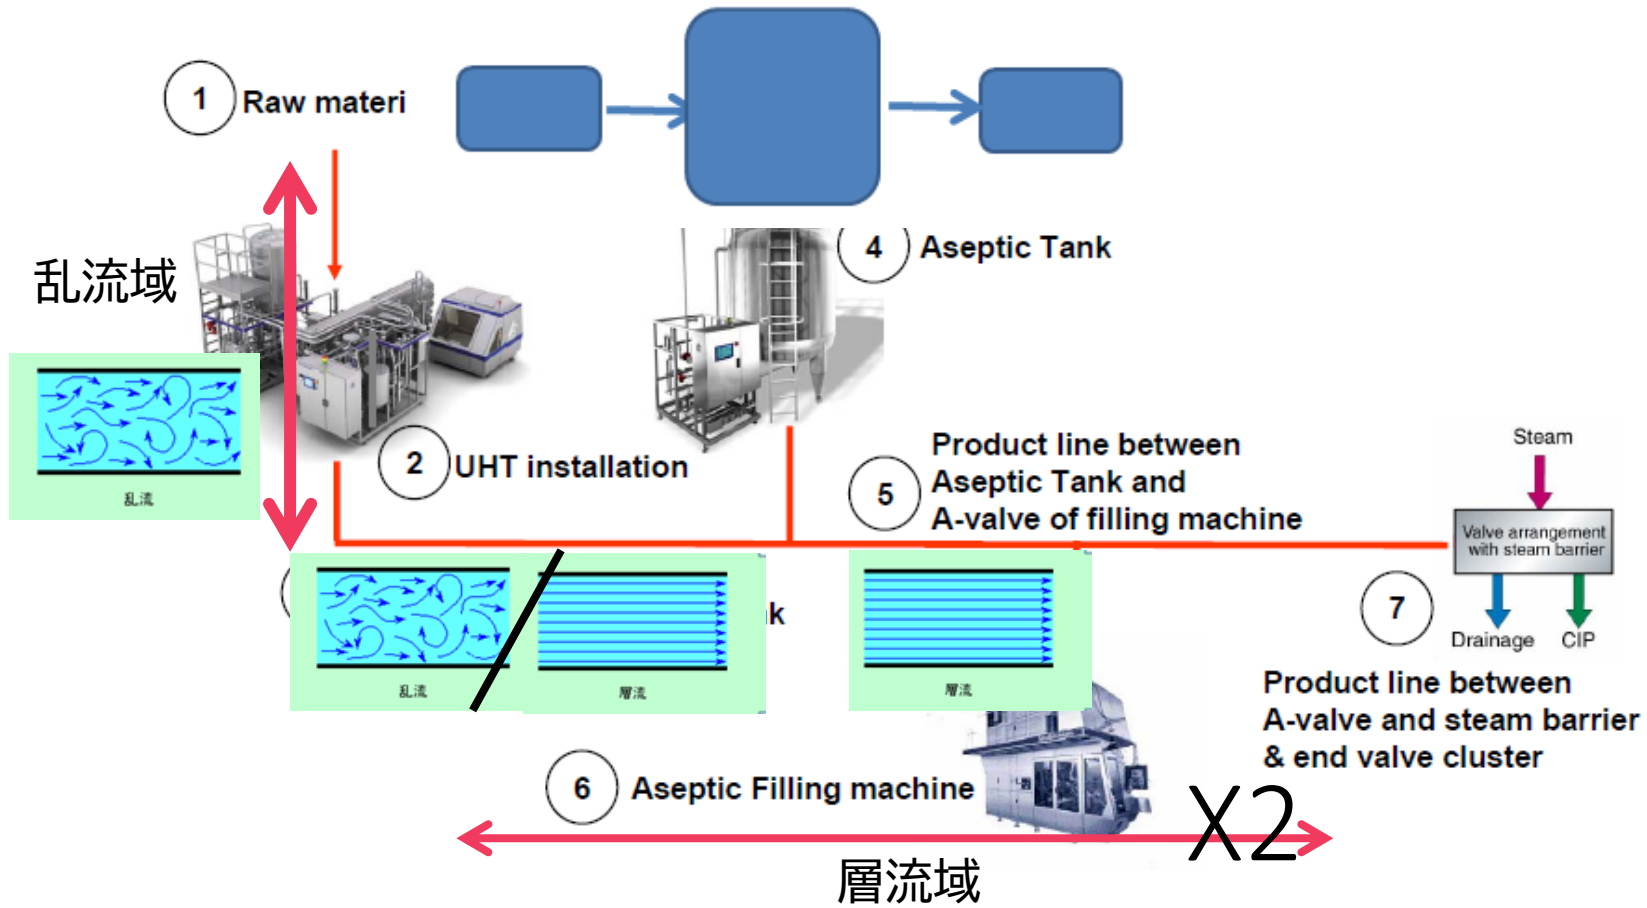 1
Raw materi
4
Aseptic Tank
乱流域
2
UHT installation
乱流
5
Product line between
Aseptic Tank and
A-valve of filling machine
Steam
Valve arrangement
with steam barrier
7
Drainage
CIP
k
乱流
層流
層流
Product line between
A-valve and steam barrier
& end valve cluster
6
Aseptic Filling machine
X2
層流域